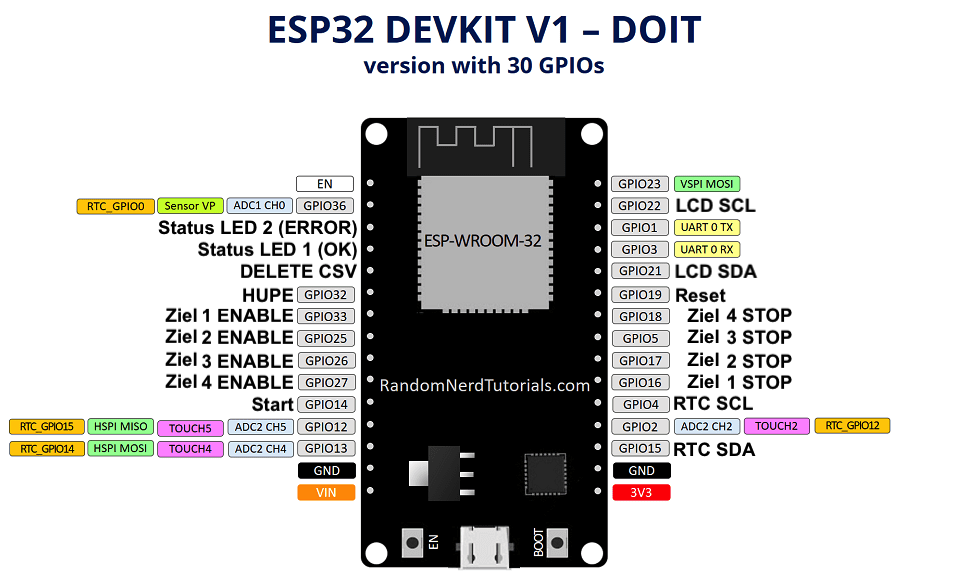 ESP32 DEVKIT V1 – DOIT
version with 30 GPIOs
EN
RTC_GPIO0 Sensor VP ADC1 CH0 GPIO36
Status LED 2 (ERROR)
Status LED 1 (OK)
DELETE CSV
HUPE GPIO32
Ziel 1 ENABLE GPIO33
Ziel 2 ENABLE GPIO25
Ziel 3 ENABLE GPIO26
Ziel 4 ENABLE GPIO27
Start GPIO14
RTC_GPIO15 HSPI MISO TOUCH5 ADC2 CH5 GPIO12
RTC_GPIO14 HSPI MOSI TOUCH4 ADC2 CH4 GPIO13
GND
VIN
ESP-WROOM-32
RandomNerdTutorials.com
EN
BOOT
GPIO23 VSPI MOSI
GPIO22 LCD SCL
GPIO1 UART 0 TX
GPIO3 UART 0 RX
GPIO21 LCD SDA
GPIO19 Reset
GPIO18 Ziel 4 STOP
GPIO5 Ziel 3 STOP
GPIO17 Ziel 2 STOP
GPIO16 Ziel 1 STOP
GPIO4 RTC SCL
GPIO2 ADC2 CH2 TOUCH2 RTC_GPIO12
GPIO15 RTC SDA
GND
3V3